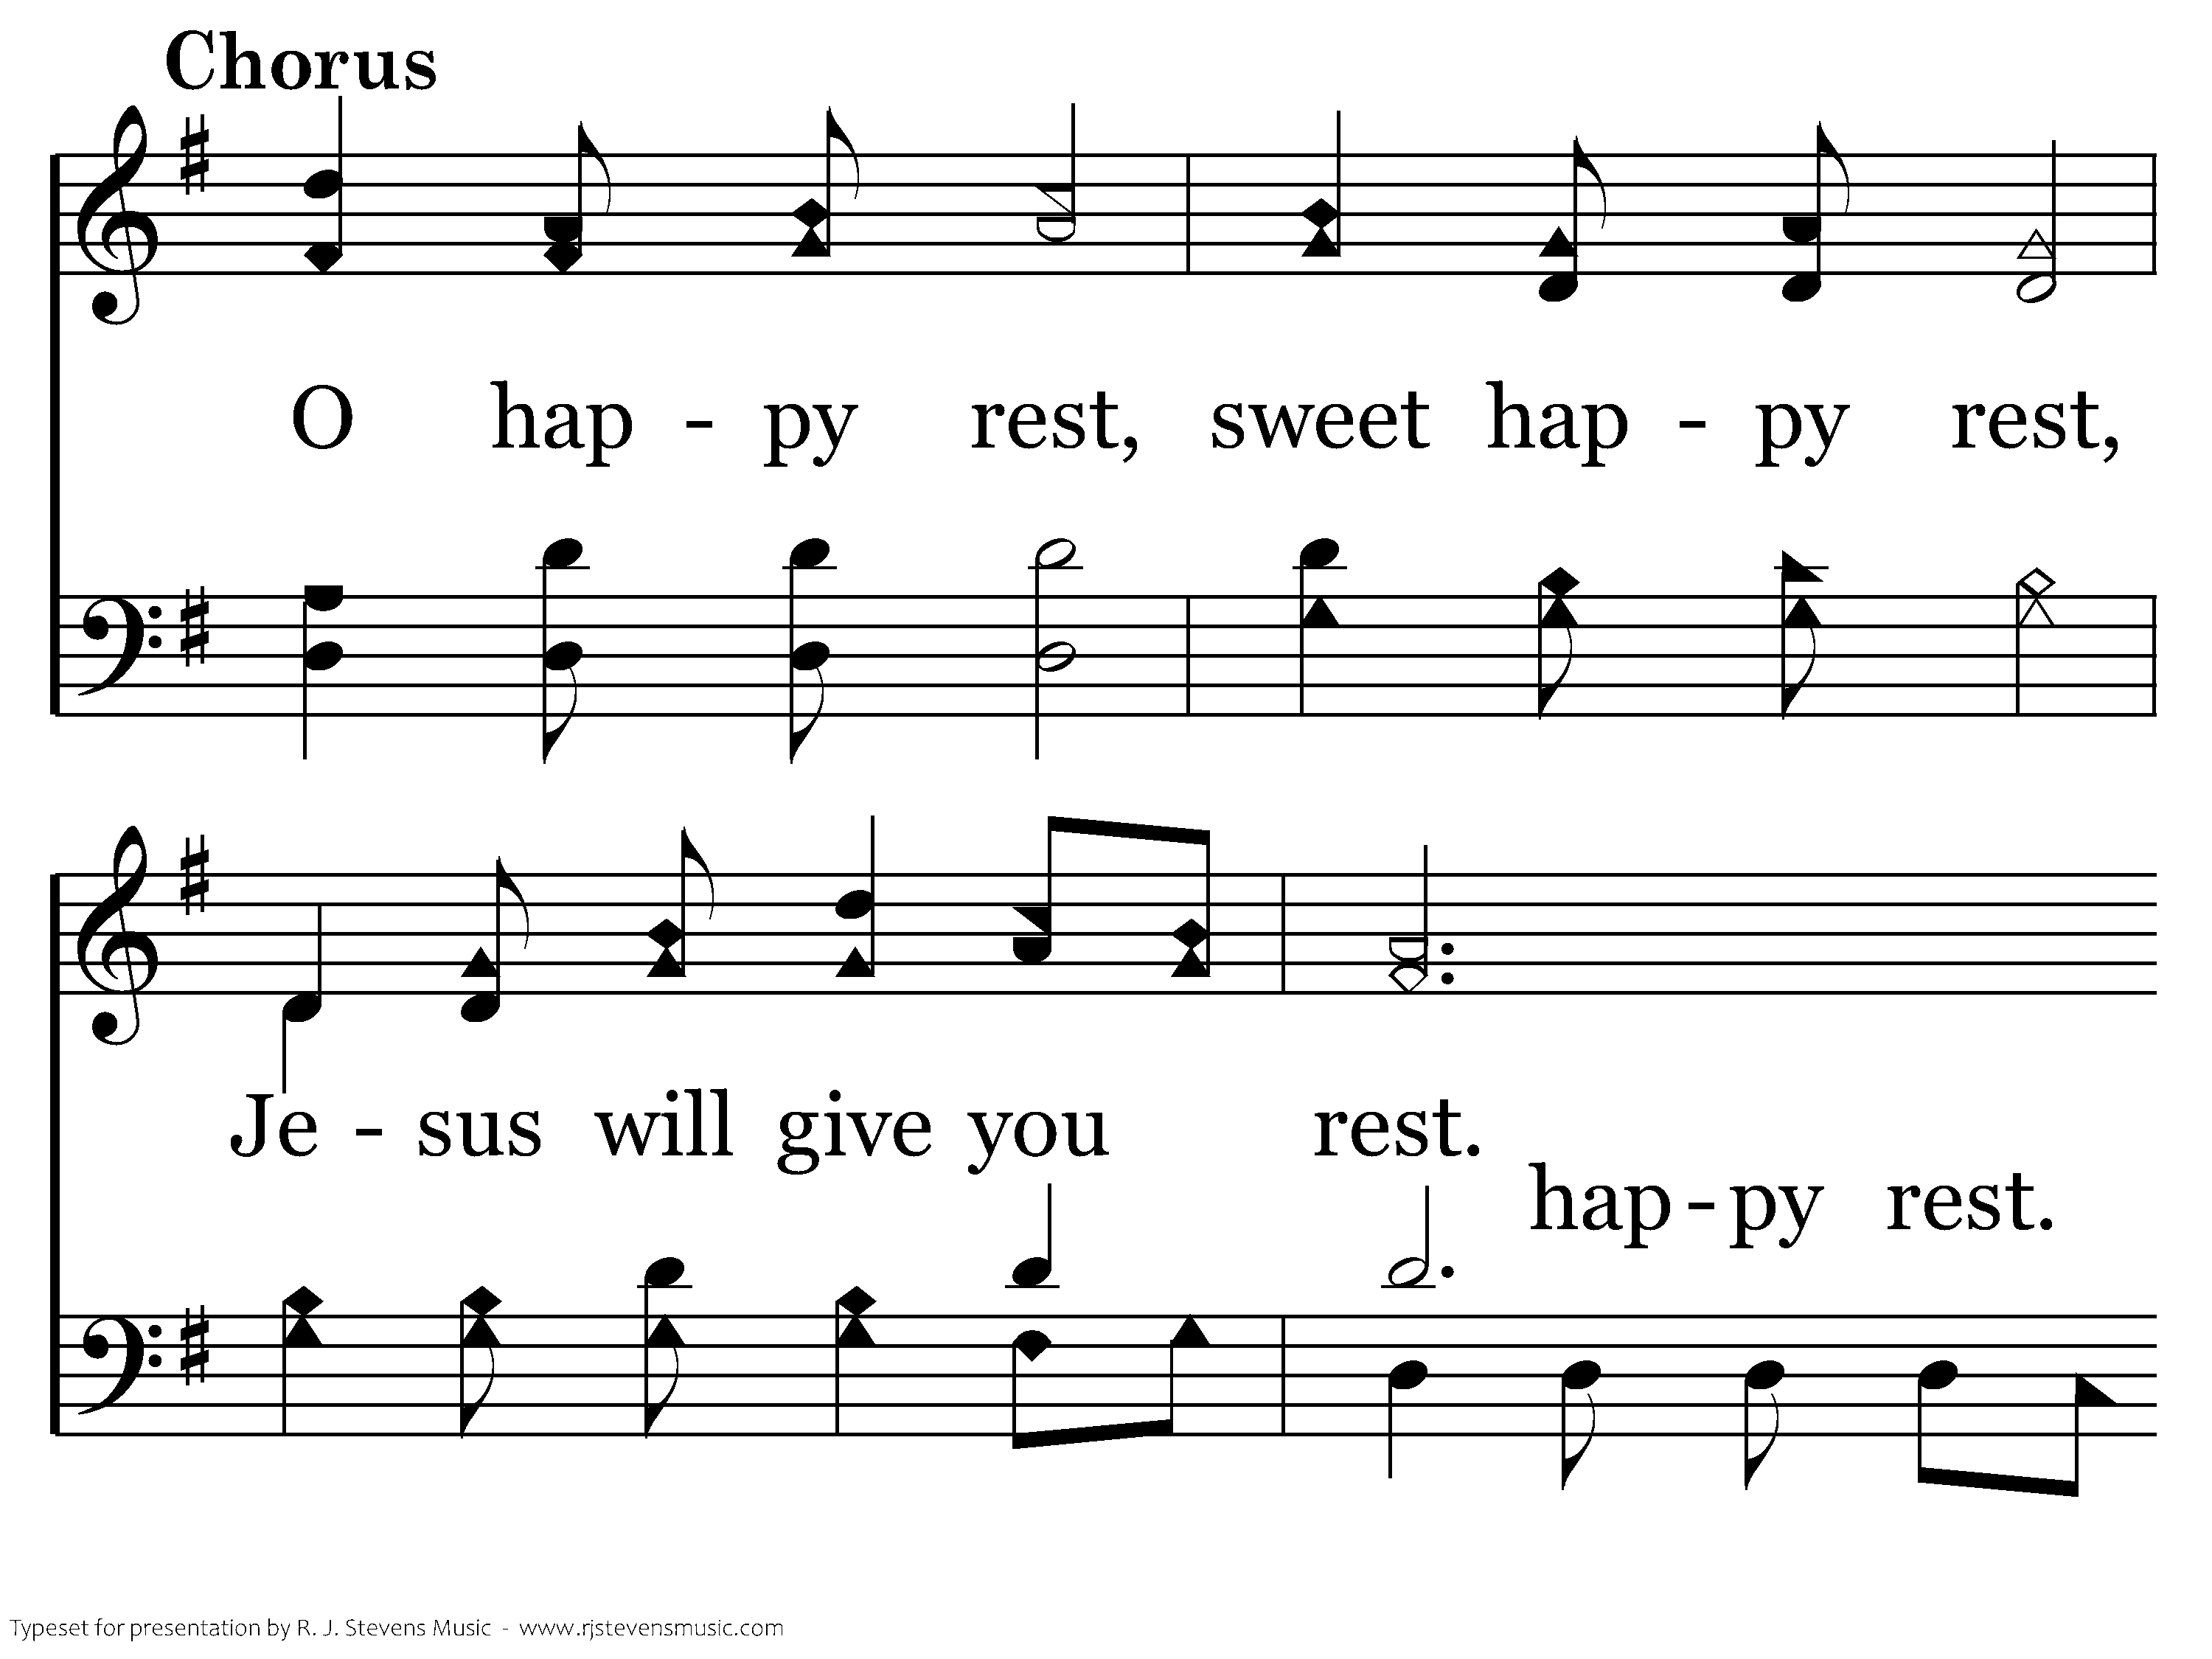 Chorus
O hap - py rest, sweet hap - py rest,
Je - sus will give you rest.
hap - py rest.
Typeset for presentation by R. J. Stevens Music - www.rjstevensmusic.com